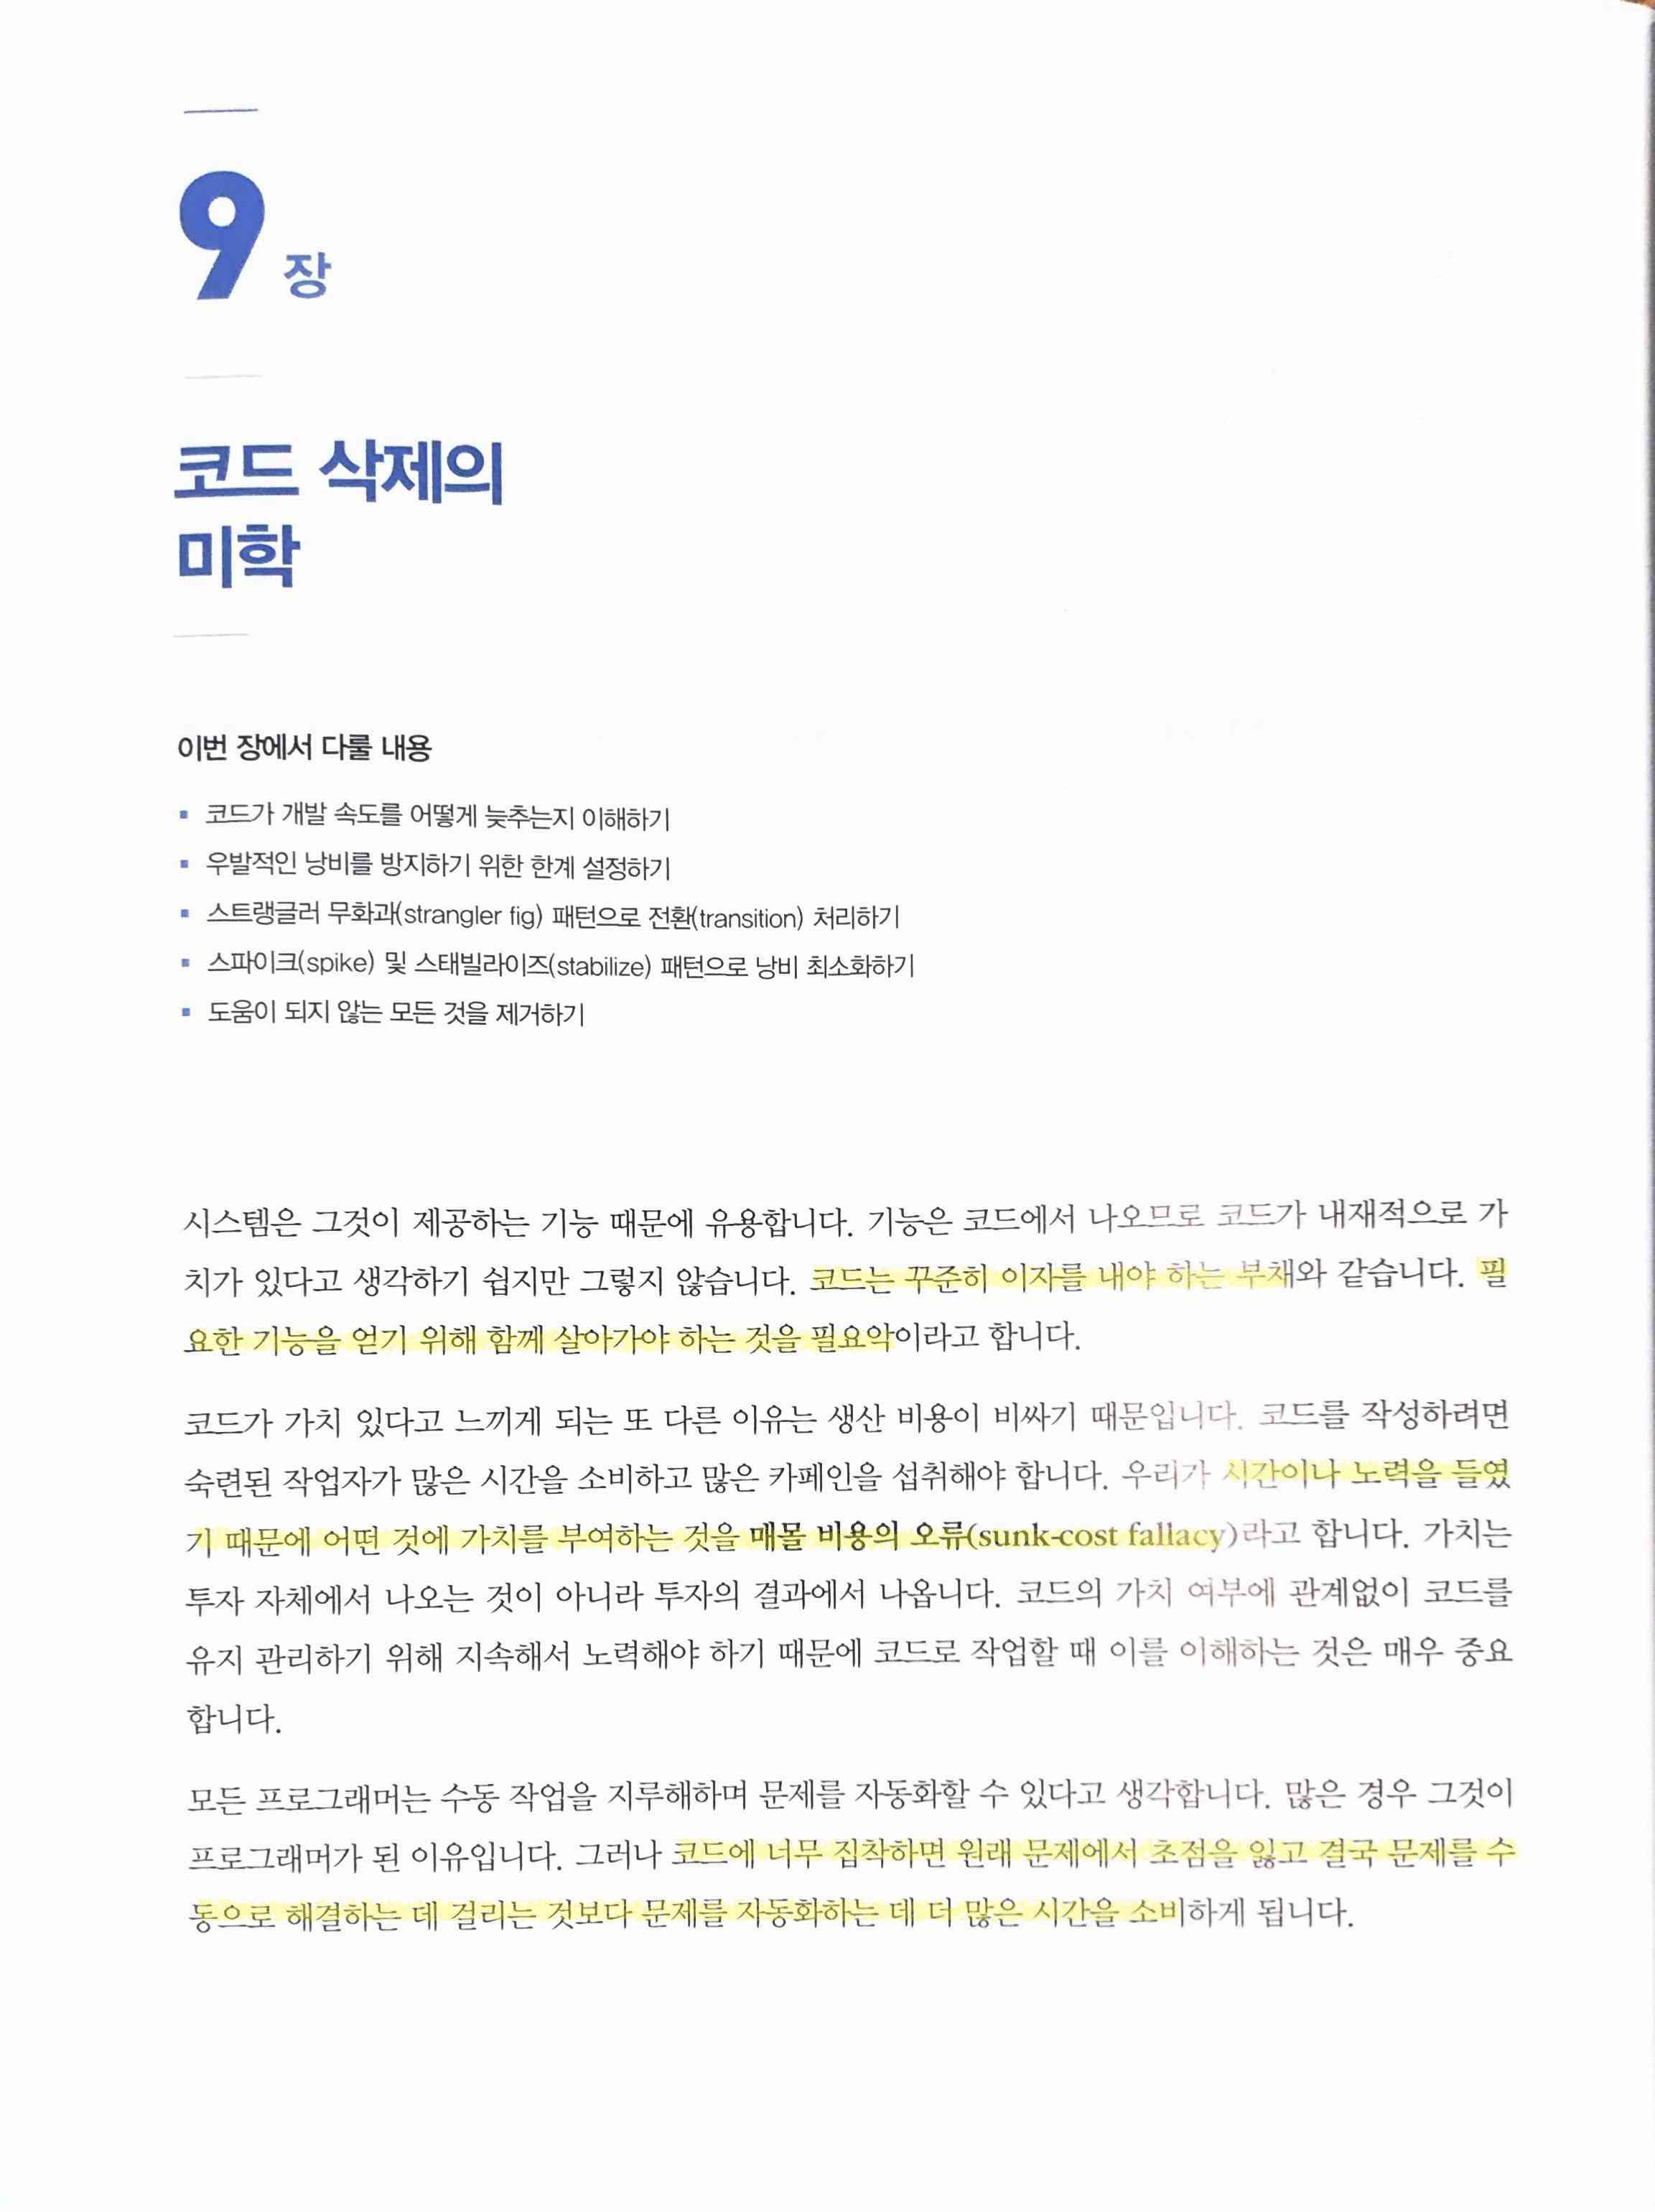 9 장
코드 삭제의
미학
이번 장에서 다룰 내용
▪ 코드가 개발 속도를 어떻게 늦추는지 이해하기
▪ 우발적인 낭비를 방지하기 위한 한계 설정하기
▪ 스트랭글러 무화과(strangler fig) 패턴으로 전환(transition) 처리하기
▪ 스파이크(spike) 및 스태빌라이즈(stabilize) 패턴으로 낭비 최소화하기
▪ 도움이 되지 않는 모든 것을 제거하기
시스템은 그것이 제공하는 기능 때문에 유용합니다. 기능은 코드에서 나오므로 코드가 내재적으로 가
치가 있다고 생각하기 쉽지만 그렇지 않습니다. 코드는 꾸준히 이자를 내야 하는 부채와 같습니다. 필
요한 기능을 얻기 위해 함께 살아가야 하는 것을 필요악이라고 합니다.
코드가 가치 있다고 느끼게 되는 또 다른 이유는 생산 비용이 비싸기 때문입니다. 코드를 작성하려면
숙련된 작업자가 많은 시간을 소비하고 많은 카페인을 섭취해야 합니다. 우리가 시간이나 노력을 들였
기 때문에 어떤 것에 가치를 부여하는 것을 매몰 비용의 오류(sunk-cost fallacy)라고 합니다. 가치는
투자 자체에서 나오는 것이 아니라 투자의 결과에서 나옵니다. 코드의 가치 여부에 관계없이 코드를
유지 관리하기 위해 지속해서 노력해야 하기 때문에 코드로 작업할 때 이를 이해하는 것은 매우 중요
합니다.
모든 프로그래머는 수동 작업을 지루해하며 문제를 자동화할 수 있다고 생각합니다. 많은 경우 그것이
프로그래머가 된 이유입니다. 그러나 코드에 너무 집착하면 원래 문제에서 초점을 잃고 결국 문제를 수
동으로 해결하는 데 걸리는 것보다 문제를 자동화하는 데 더 많은 시간을 소비하게 됩니다.